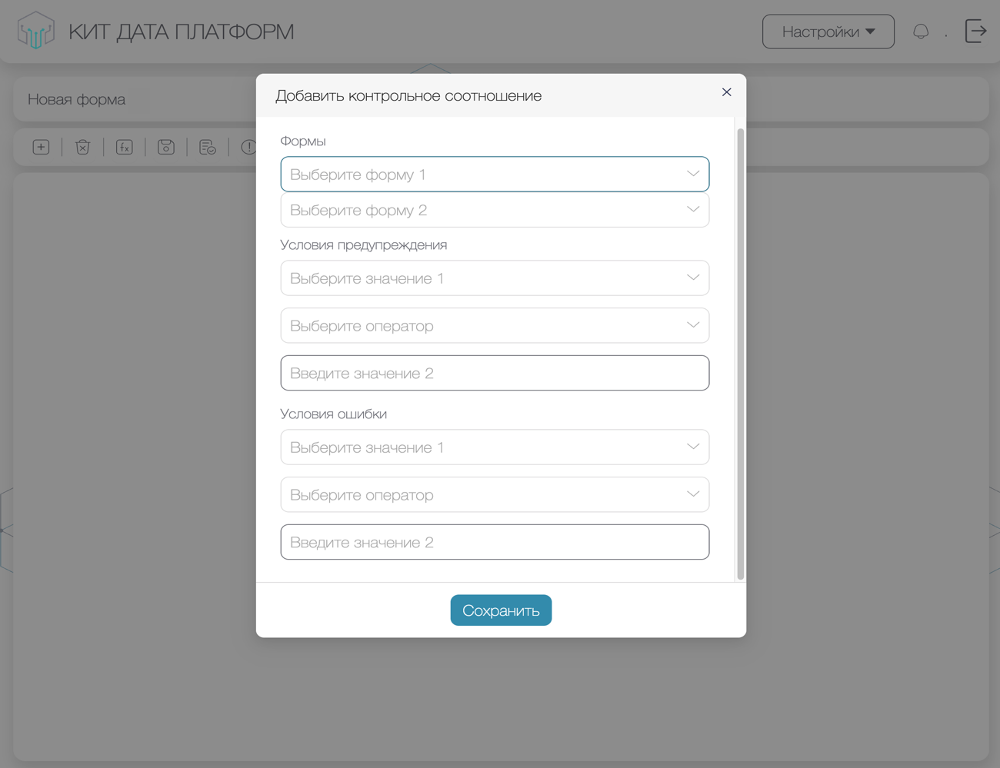 КИТ ДАТА ПЛАТФОРМ
Настройки
Новая форма
fx
Добавить контрольное соотношение
Формы
Выберите форму 1
Выберите форму 2
Условия предупреждения
Выберите значение 1
Выберите оператор
Введите значение 2
Условия ошибки
Выберите значение 1
Выберите оператор
Введите значение 2
Сохранить